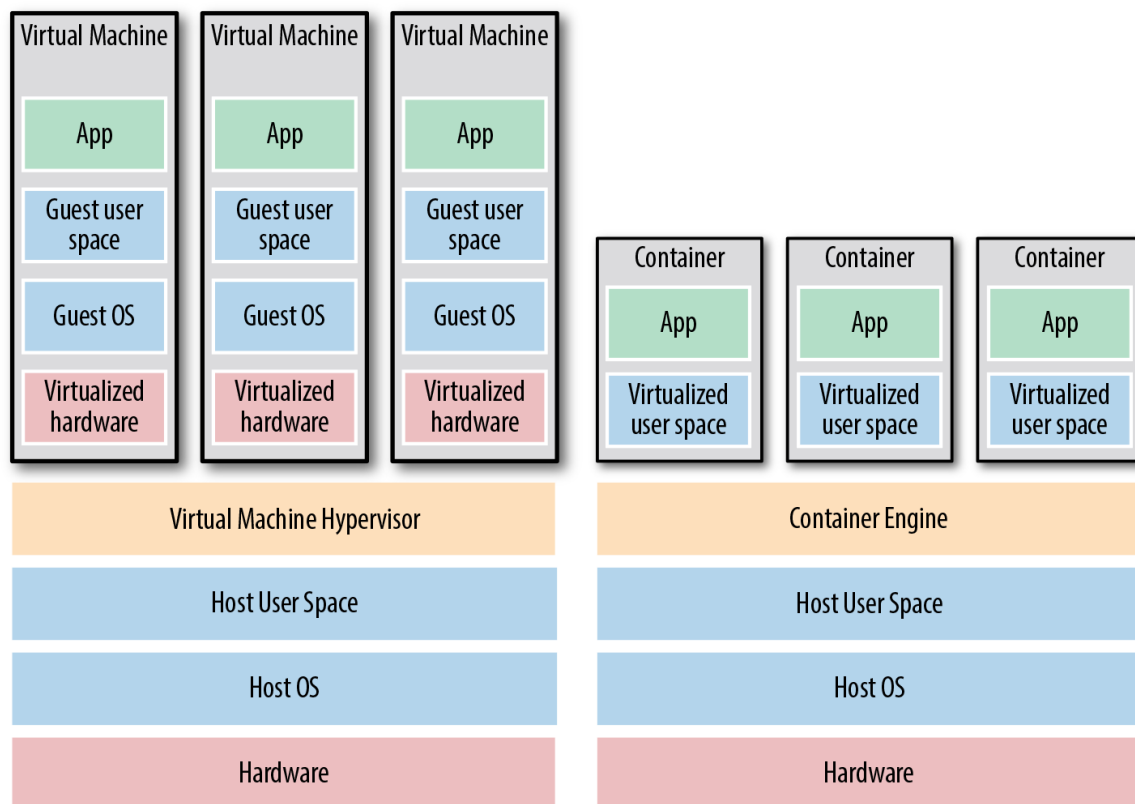 Virtual Machine
App
Guest user
space
Guest OS
Virtualized
hardware
Virtual Machine
App
Guest user
space
Guest OS
Virtualized
hardware
Virtual Machine
App
Guest user
space
Guest OS
Virtualized
hardware
Virtual Machine Hypervisor
Host User Space
Host OS
Hardware
Container
App
Virtualized
user space
Container
App
Virtualized
user space
Container
App
Virtualized
user space
Container Engine
Host User Space
Host OS
Hardware